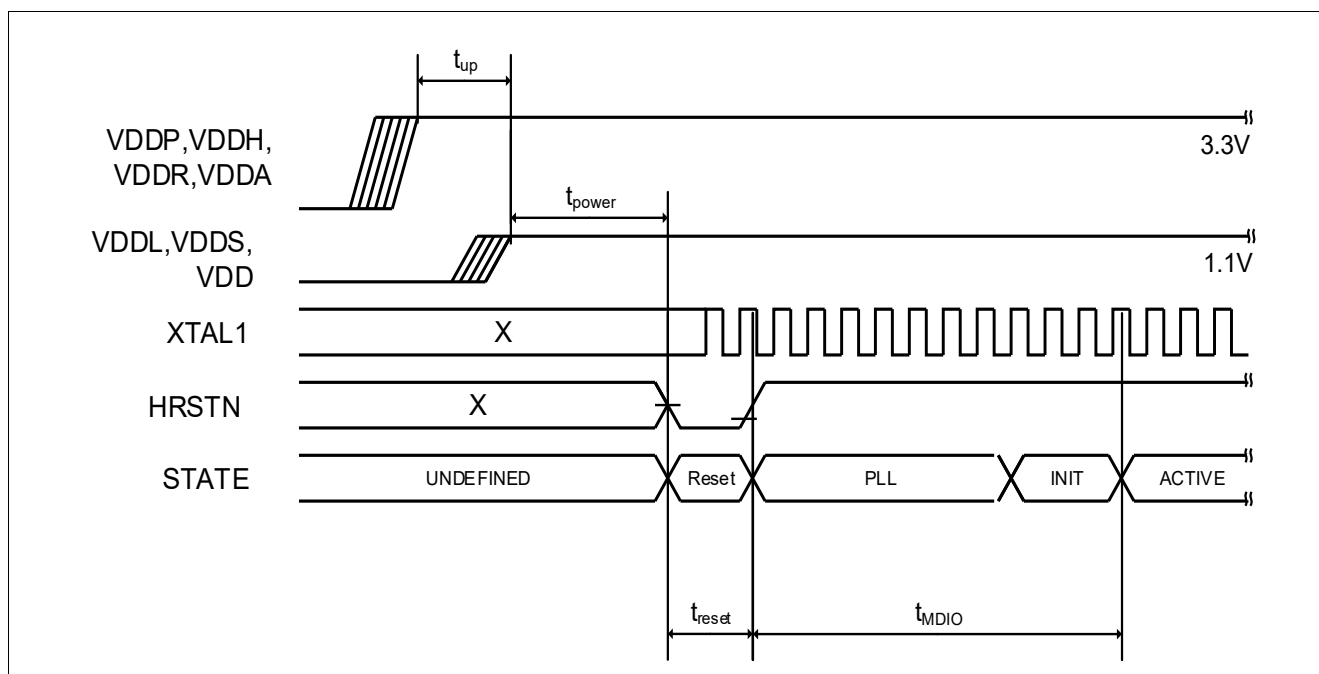 tup
VDDP,VDDH,
VDDR,VDDA
3.3V
tpower
VDDL,VDDS,
VDD
1.1V
XTAL1
X
HRSTN
X
STATE
UNDEFINED
Reset
PLL
INIT
ACTIVE
treset
tMDIO